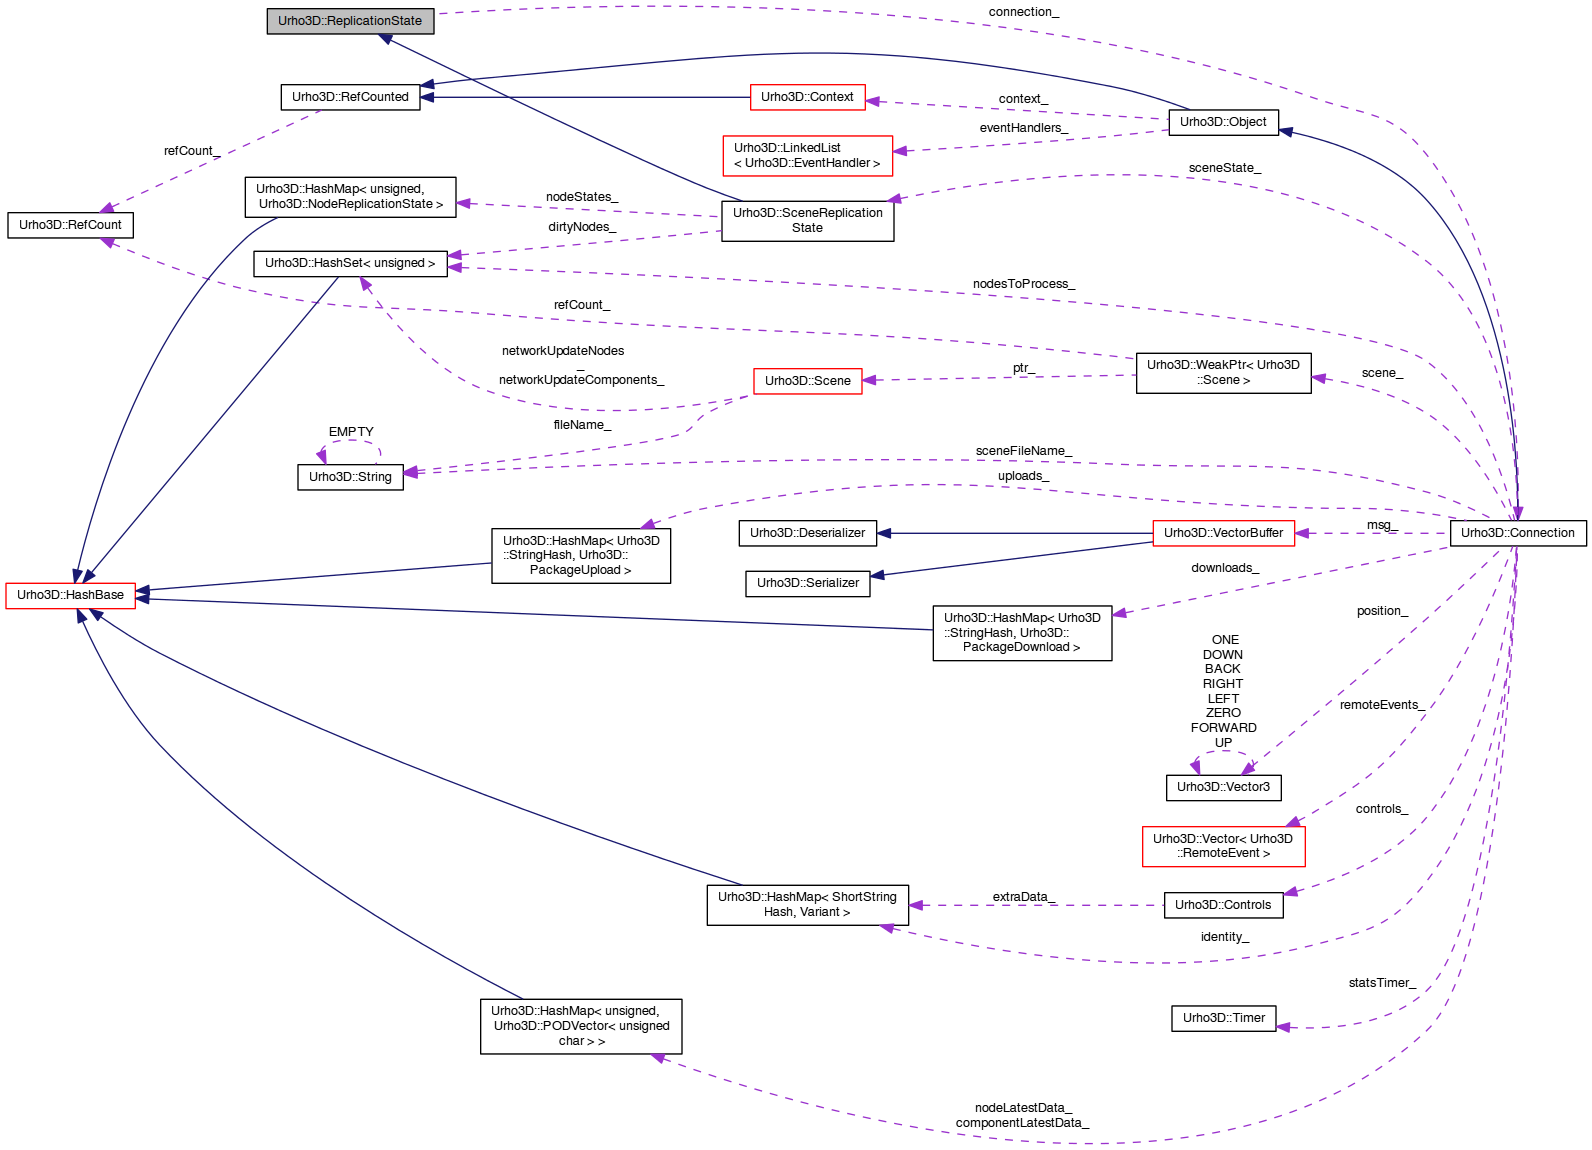 Urho3D::ReplicationState
connection_
Urho3D::RefCounted
Urho3D::Context
context_
Urho3D::Object
eventHandlers_
Urho3D::LinkedList
< Urho3D::EventHandler >
refCount_
sceneState_
Urho3D::HashMap< unsigned,
Urho3D::NodeReplicationState >
nodeStates_
Urho3D::SceneReplication
State
Urho3D::RefCount
dirtyNodes_
Urho3D::HashSet< unsigned >
nodesToProcess_
refCount_
networkUpdateNodes
_
networkUpdateComponents_
Urho3D::Scene
ptr_
Urho3D::WeakPtr< Urho3D
::Scene >
scene_
fileName_
EMPTY
Urho3D::String
sceneFileName_
uploads_
Urho3D::HashMap< Urho3D
::StringHash, Urho3D::
PackageUpload >
Urho3D::Deserializer
Urho3D::VectorBuffer
msg_
Urho3D::Connection
Urho3D::Serializer
downloads_
Urho3D::HashBase
Urho3D::HashMap< Urho3D
::StringHash, Urho3D::
PackageDownload >
position_
ONE
DOWN
BACK
RIGHT
LEFT
ZERO
FORWARD
UP
remoteEvents_
Urho3D::Vector3
controls_
Urho3D::Vector< Urho3D
::RemoteEvent >
Urho3D::HashMap< ShortString
Hash, Variant >
extraData_
Urho3D::Controls
identity_
statsTimer_
Urho3D::HashMap< unsigned,
Urho3D::PODVector< unsigned
char > >
Urho3D::Timer
nodeLatestData_
componentLatestData_